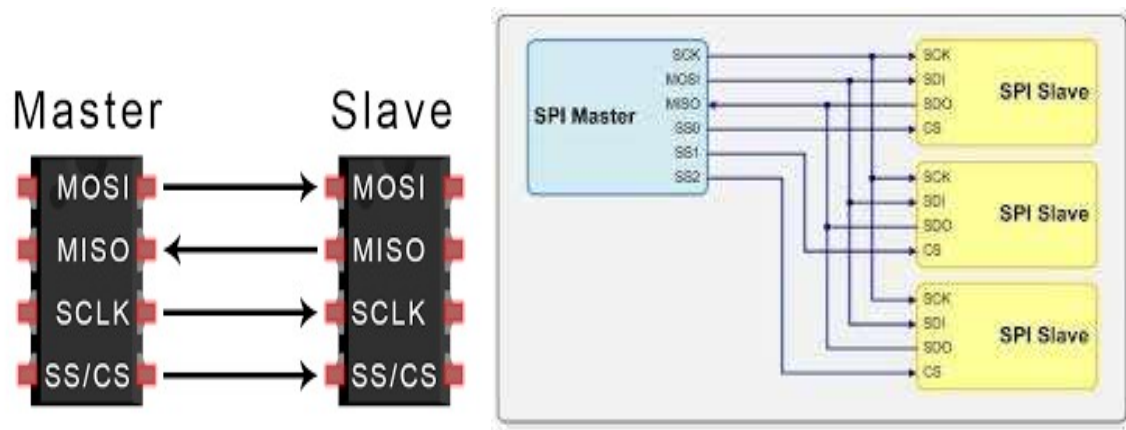 Master
Slave
MOSI
MOSI
MISO
MISO
SCLK
SCLK
SS/CS
SS/CS
SPI Master
SCK
MOSI
MISO
SS0
SS1
SS2
SCK
SDI
SDO
CS
SPI Slave
SCK
SDI
SDO
CS
SPI Slave
SCK
SDI
SDO
CS
SPI Slave